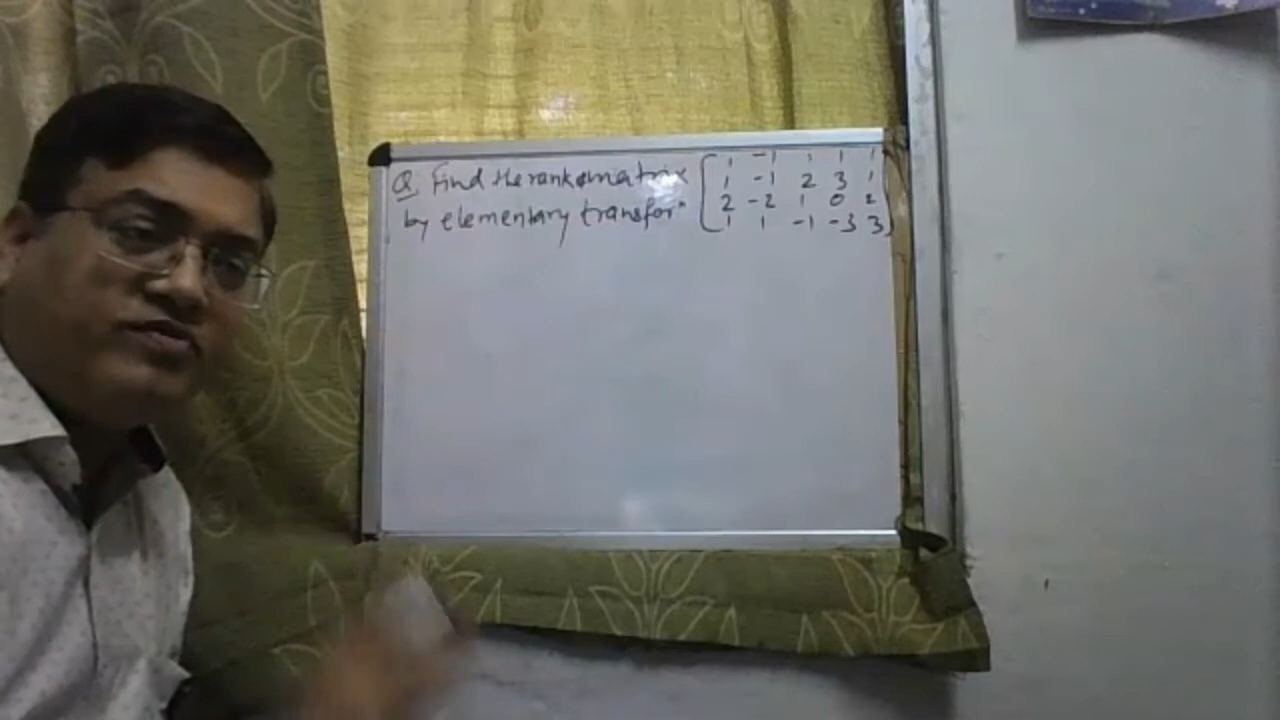 Q. Find the rank of matrix
by elementary transforⁿ
[ 1 -1 1 1 1
1 -1 2 3 1
2 -2 1 0 2
1 1 -1 -3 3 ]